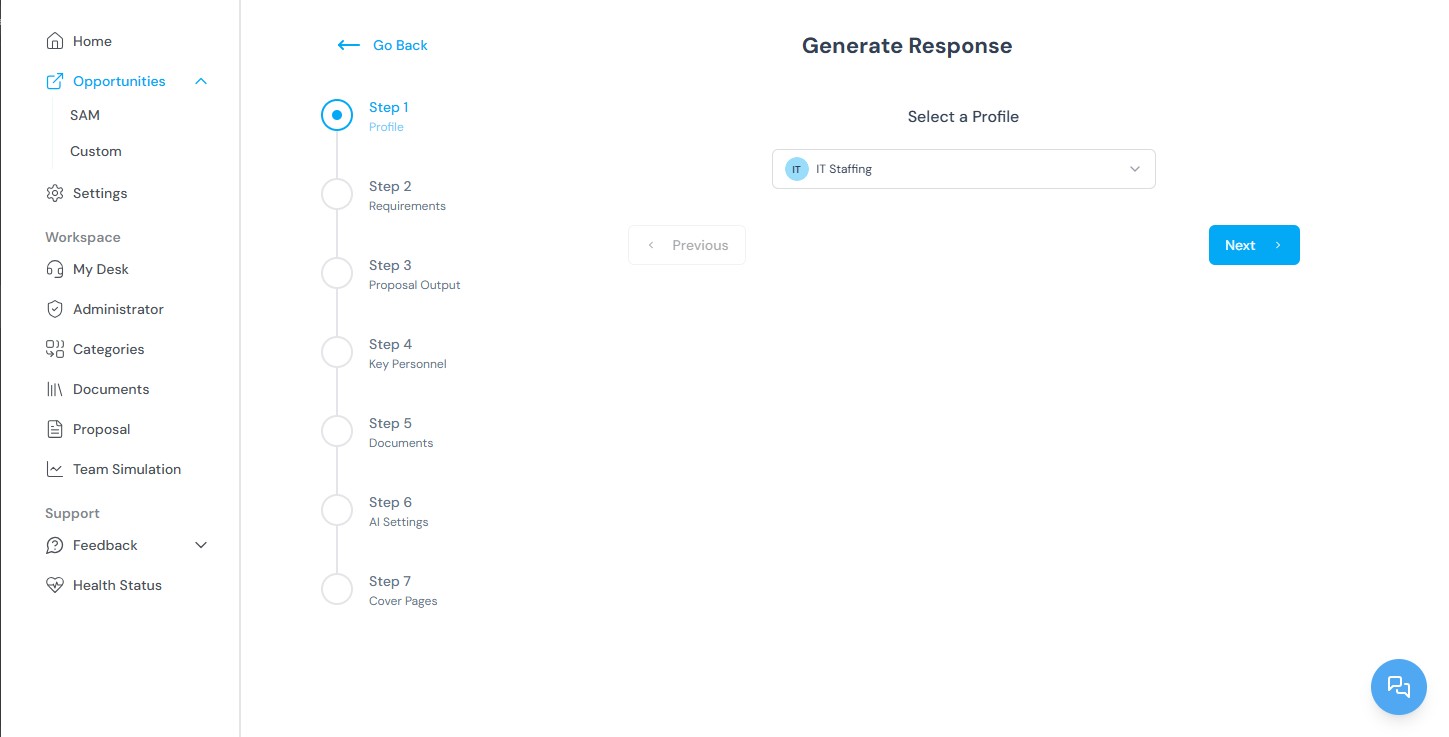 Home
Opportunities
SAM
Custom
Settings
Workspace
My Desk
Administrator
Categories
Documents
Proposal
Team Simulation
Support
Feedback
Health Status
Go Back
Generate Response
Step 1
Profile
Step 2
Requirements
Step 3
Proposal Output
Step 4
Key Personnel
Step 5
Documents
Step 6
AI Settings
Step 7
Cover Pages
Select a Profile
IT IT Staffing
Previous
Next